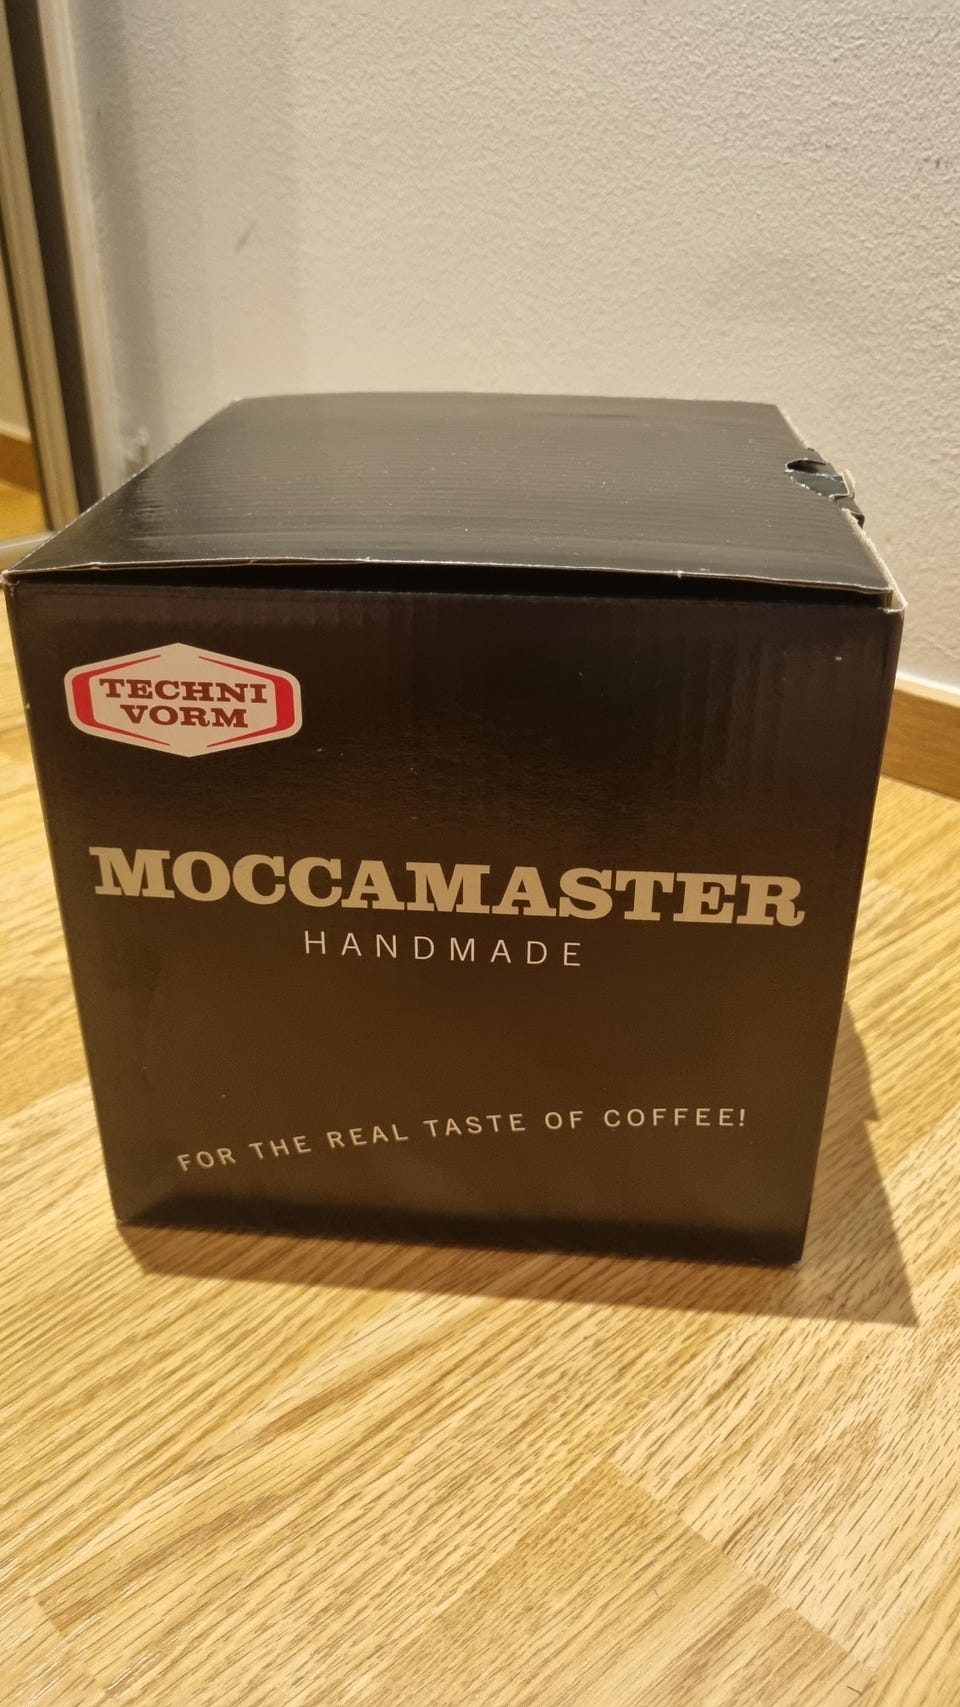 TECHNI
VORM
MOCCAMASTER
HANDMADE
FOR THE REAL TASTE OF COFFEE!